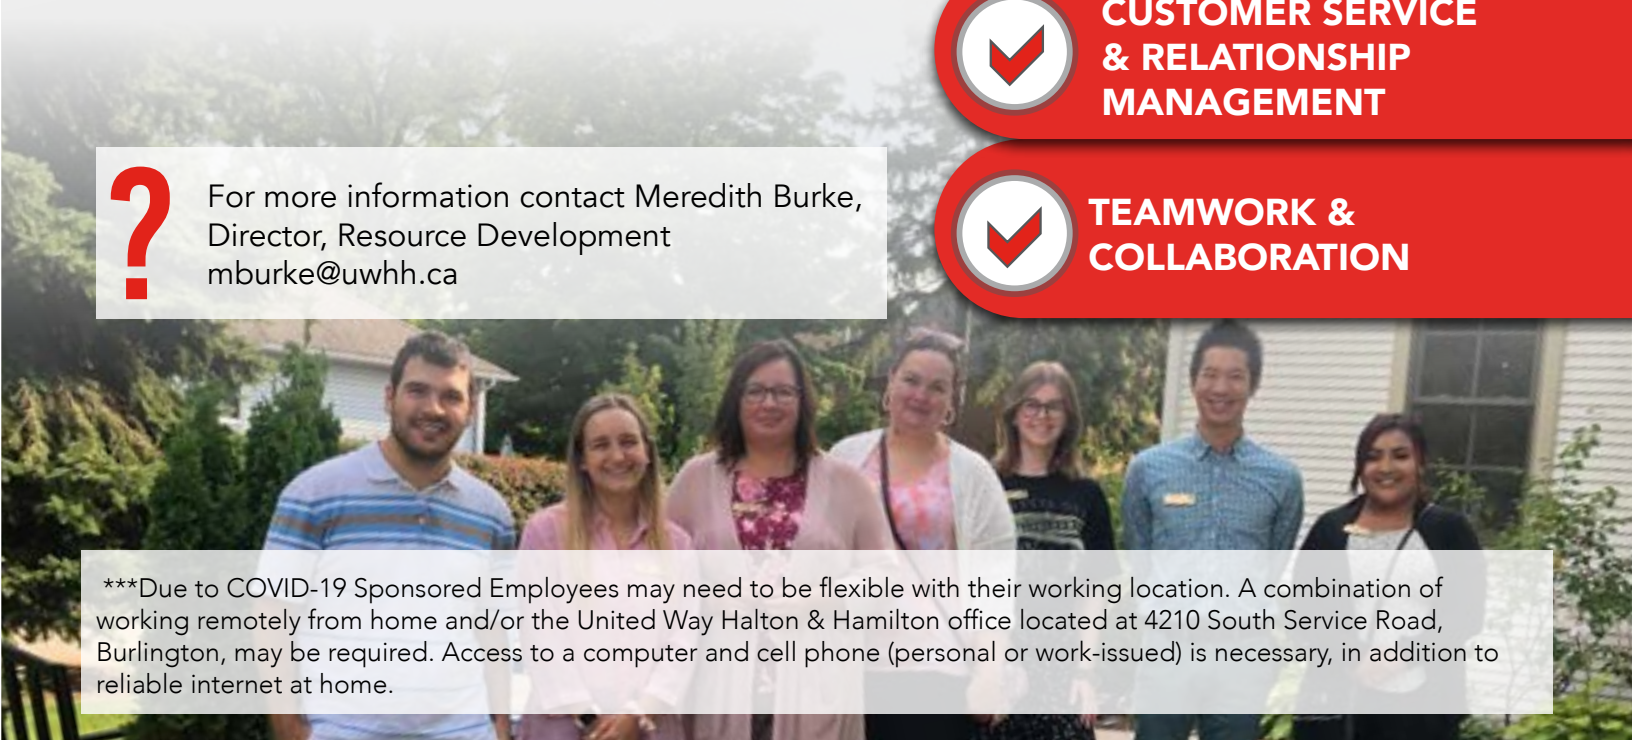 CUSTOMER SERVICE
& RELATIONSHIP
MANAGEMENT
?
For more information contact Meredith Burke,
Director, Resource Development
mburke@uwhh.ca
TEAMWORK &
COLLABORATION
***Due to COVID-19 Sponsored Employees may need to be flexible with their working location. A combination of
working remotely from home and/or the United Way Halton & Hamilton office located at 4210 South Service Road,
Burlington, may be required. Access to a computer and cell phone (personal or work-issued) is necessary, in addition to
reliable internet at home.